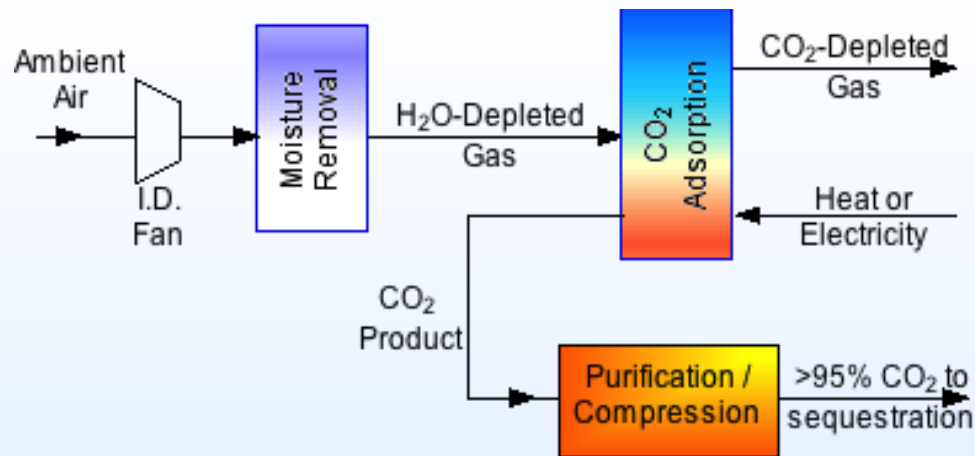 Ambient
Air
I.D.
Fan
Moisture
Removal
H₂O-Depleted
Gas
CO₂
Adsorption
CO₂-Depleted
Gas
Heat or
Electricity
CO₂
Product
Purification /
Compression
>95% CO₂ to
sequestration